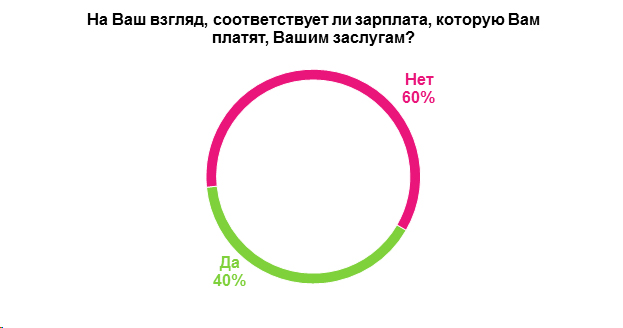 На Ваш взгляд, соответствует ли зарплата, которую Вам
платят, Вашим заслугам?
Нет
60%
Да
40%